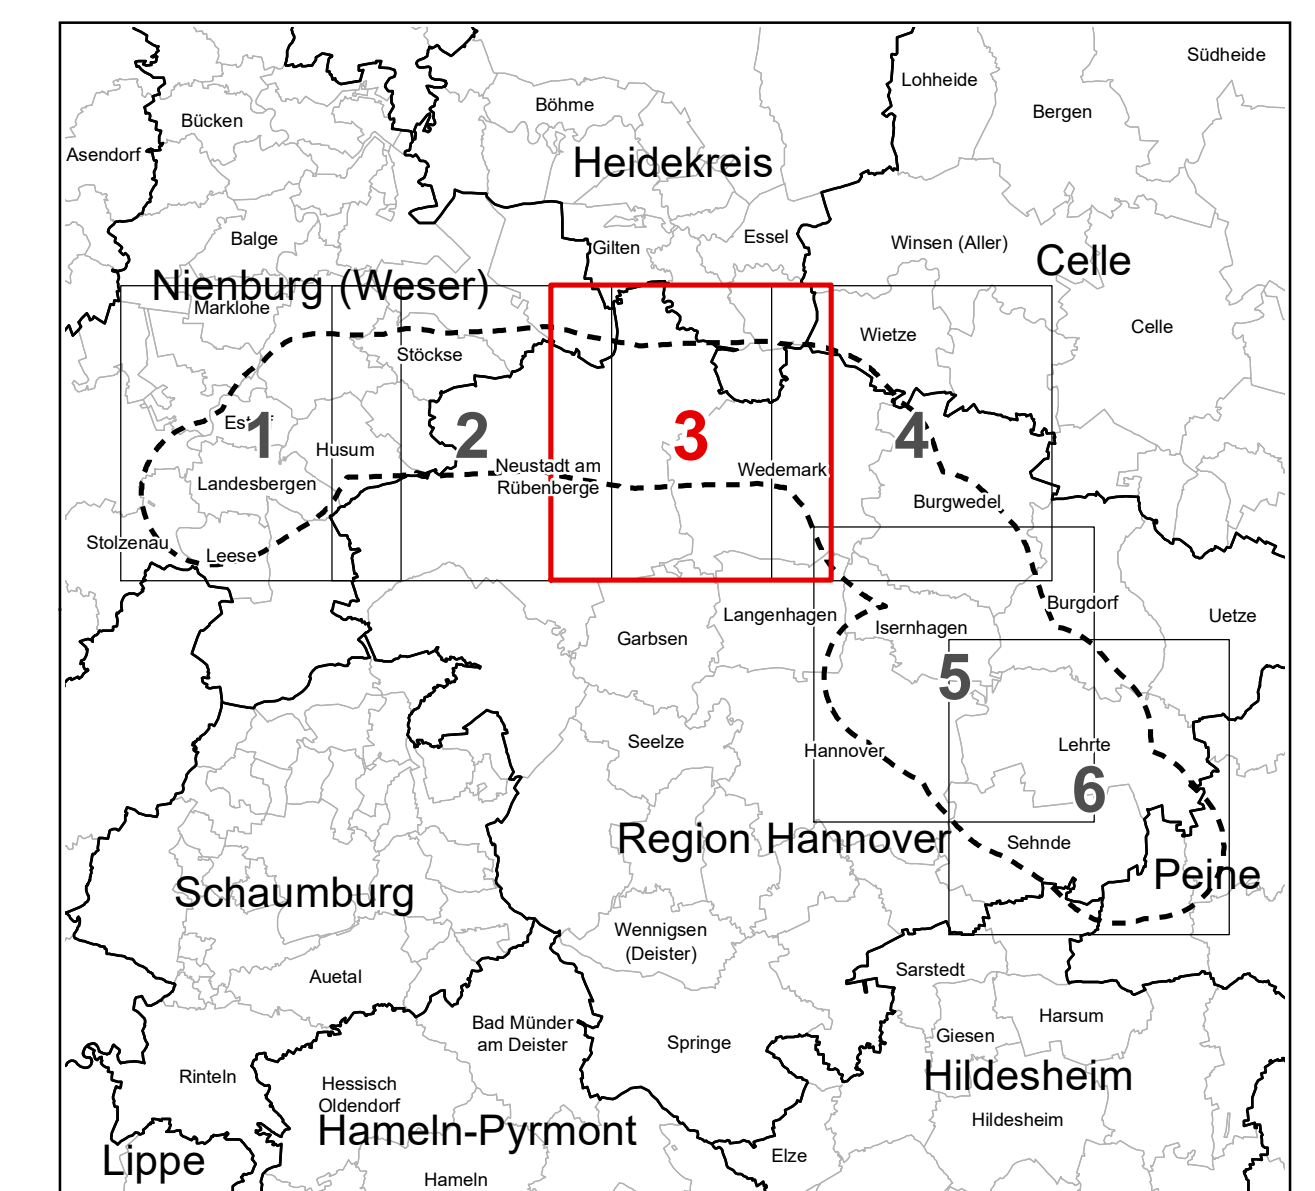 Südheide
Lohheide
Böhme
Bergen
Bücken
Asendorf
Heidekreis
Balge
Gilten
Essel
Winsen (Aller)
Celle
Nienburg (Weser)
Marklohe
Celle
Wietze
Stöckse
1
2
3
4
Husum
Neustadt am
Rübenberge
Wedemark
Landesbergen
Burgwedel
Stolzenau
Leese
Burgdorf
Langenhagen
Uetze
Isernhagen
Garbsen
5
Seelze
Hannover
Lehrte
6
Region Hannover
Sehnde
Peine
Schaumburg
Wennigsen
(Deister)
Sarstedt
Auetal
Bad Münder
am Deister
Harsum
Giesen
Springe
Rinteln
Hildesheim
Hessisch
Oldendorf
Hildesheim
Hameln-Pyrmont
Lippe
Elze
Hameln